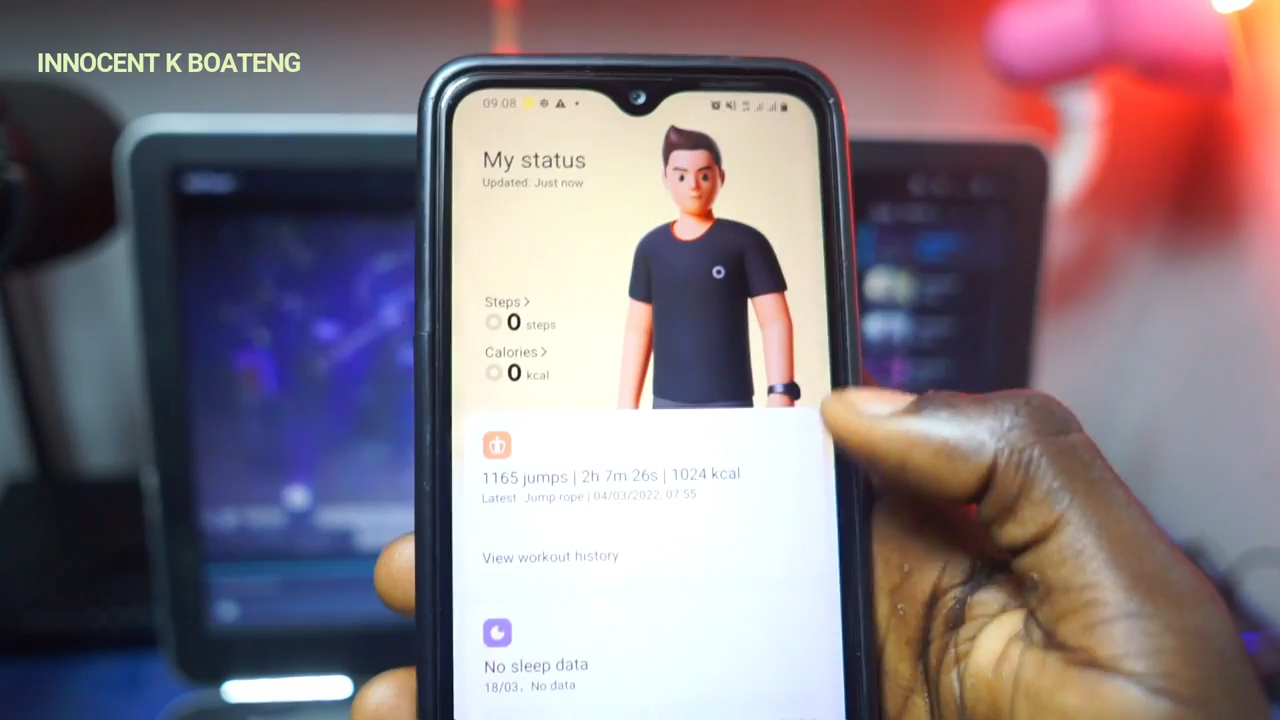 INNOCENT K BOATENG
09:08
My status
Updated: Just now
Steps >
0 steps
Calories >
0 kcal
1165 jumps | 2h 7m 26s | 1024 kcal
Latest Jump rope | 04/03/2022, 07:55
View workout history
No sleep data
18/03, No data